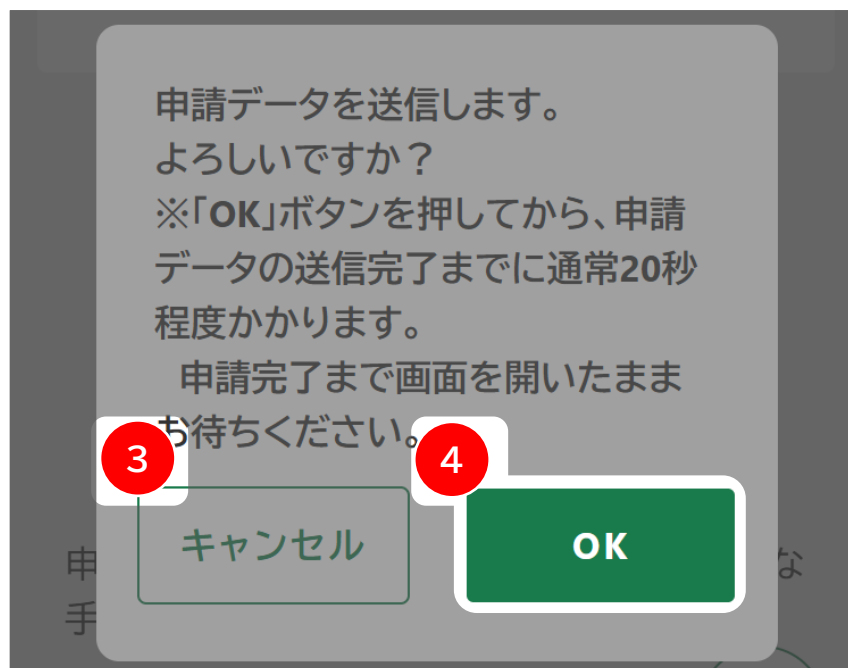 申請データを送信します。
よろしいですか？
※「OK」ボタンを押してから、申請
データの送信完了までに通常20秒
程度かかります。
申請完了まで画面を開いたまま
お待ちください。
3
4
キャンセル
OK
申
な
手